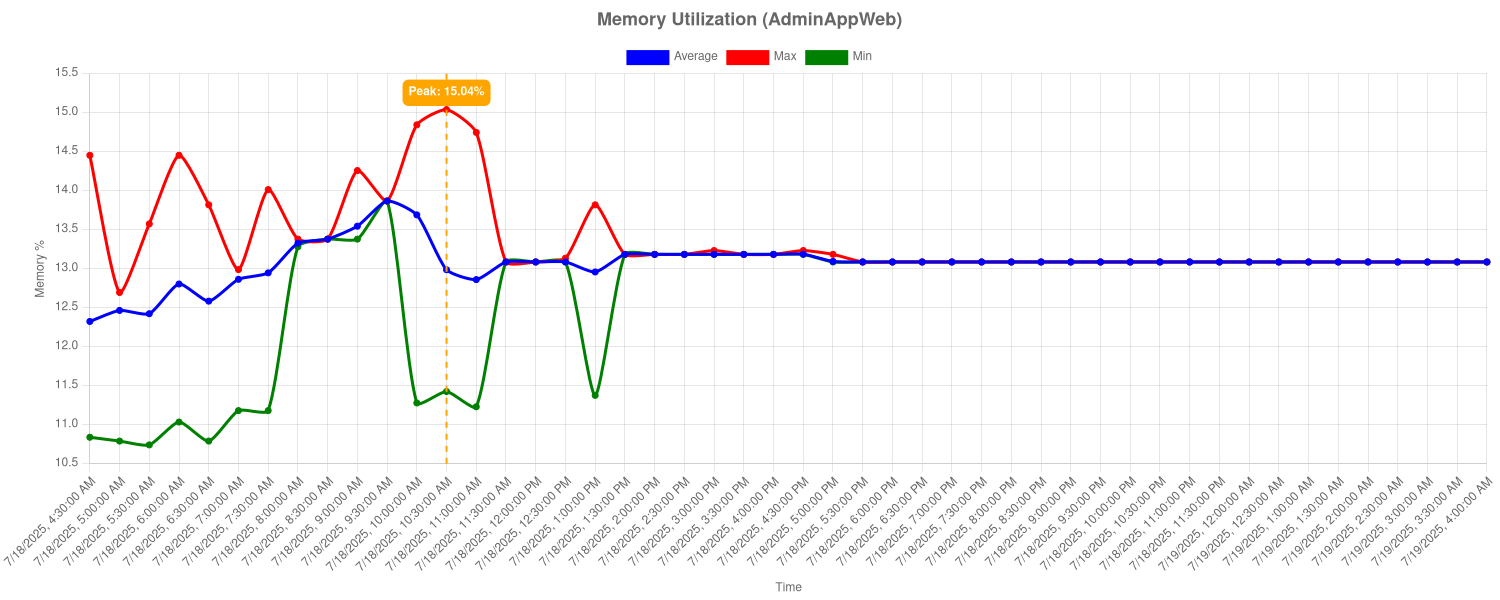 Memory Utilization (AdminAppWeb)
Average Max Min
15.5
15.0
14.5
14.0
13.5
13.0
12.5
12.0
11.5
11.0
10.5
Memory %
Peak: 15.04%
7/18/2025, 4:30:00 AM
7/18/2025, 5:00:00 AM
7/18/2025, 5:30:00 AM
7/18/2025, 6:00:00 AM
7/18/2025, 6:30:00 AM
7/18/2025, 7:00:00 AM
7/18/2025, 7:30:00 AM
7/18/2025, 8:00:00 AM
7/18/2025, 8:30:00 AM
7/18/2025, 9:00:00 AM
7/18/2025, 9:30:00 AM
7/18/2025, 10:00:00 AM
7/18/2025, 10:30:00 AM
7/18/2025, 11:00:00 AM
7/18/2025, 11:30:00 AM
7/18/2025, 12:00:00 PM
7/18/2025, 12:30:00 PM
7/18/2025, 1:00:00 PM
7/18/2025, 1:30:00 PM
7/18/2025, 2:00:00 PM
7/18/2025, 2:30:00 PM
7/18/2025, 3:00:00 PM
7/18/2025, 3:30:00 PM
7/18/2025, 4:00:00 PM
7/18/2025, 4:30:00 PM
7/18/2025, 5:00:00 PM
7/18/2025, 5:30:00 PM
7/18/2025, 6:00:00 PM
7/18/2025, 6:30:00 PM
7/18/2025, 7:00:00 PM
7/18/2025, 7:30:00 PM
7/18/2025, 8:00:00 PM
7/18/2025, 8:30:00 PM
7/18/2025, 9:00:00 PM
7/18/2025, 9:30:00 PM
7/18/2025, 10:00:00 PM
7/18/2025, 10:30:00 PM
7/18/2025, 11:00:00 PM
7/18/2025, 11:30:00 PM
7/19/2025, 12:00:00 AM
7/19/2025, 12:30:00 AM
7/19/2025, 1:00:00 AM
7/19/2025, 1:30:00 AM
7/19/2025, 2:00:00 AM
7/19/2025, 2:30:00 AM
7/19/2025, 3:00:00 AM
7/19/2025, 3:30:00 AM
7/19/2025, 4:00:00 AM
Time